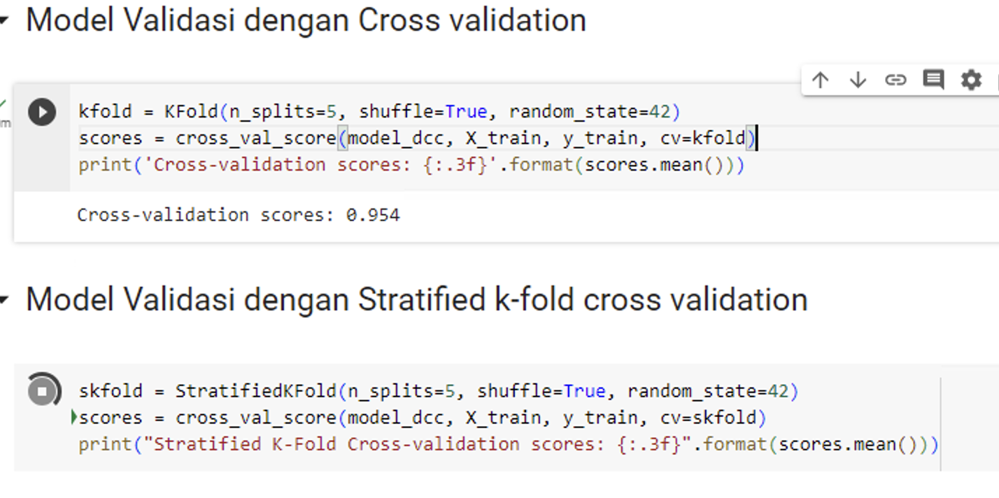 Model Validasi dengan Cross validation
m
kfold = KFold(n_splits=5, shuffle=True, random_state=42)
scores = cross_val_score(model_dcc, X_train, y_train, cv=kfold)
print('Cross-validation scores: {:.3f}'.format(scores.mean()))
Cross-validation scores: 0.954
Model Validasi dengan Stratified k-fold cross validation
skfold = StratifiedKFold(n_splits=5, shuffle=True, random_state=42)
scores = cross_val_score(model_dcc, X_train, y_train, cv=skfold)
print("Stratified K-Fold Cross-validation scores: {:.3f}".format(scores.mean()))